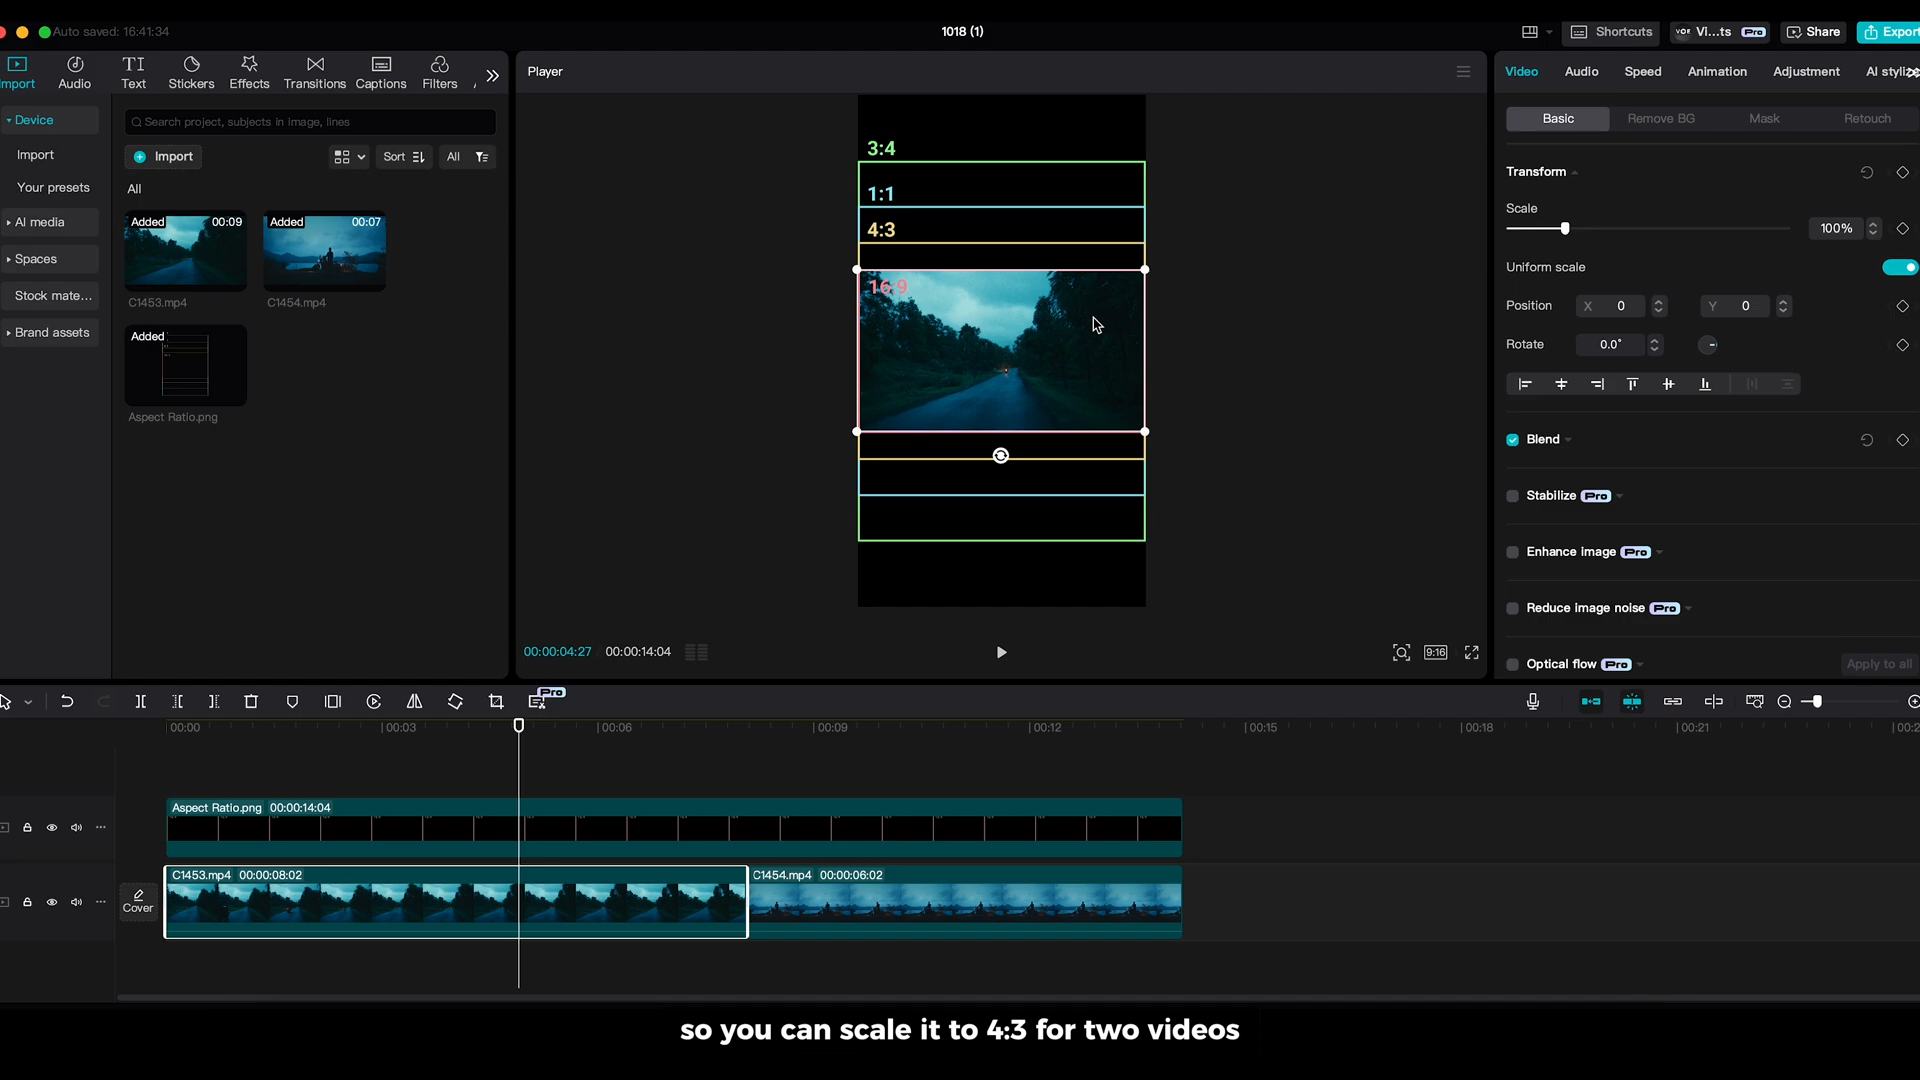 Auto saved: 16:41:34
1018 (1)
Shortcuts
Vi...ts
Pro
Share
Export
Import
Audio
Text
Stickers
Effects
Transitions
Captions
Filters
Player
Video
Audio
Speed
Animation
Adjustment
Device
Import
Your presets
AI media
Spaces
Stock mate...
Brand assets
Search project, subjects in image, lines
Import
Sort
All
All
Added
00:09
C1453.mp4
Added
00:07
C1454.mp4
Added
Aspect Ratio.png
3:4
1:1
4:3
16:9
00:00:04:27
00:00:14:04
9:16
Basic
Remove BG
Mask
Retouch
Transform
Scale
100%
Uniform scale
Position
X
0
Y
0
Rotate
0.0°
Blend
Stabilize
Pro
Enhance image
Pro
Reduce image noise
Pro
Optical flow
Pro
Apply to all
Pro
00:00
00:03
00:06
00:09
00:12
00:15
00:18
00:21
Aspect Ratio.png 00:00:14:04
Cover
C1453.mp4 00:00:08:02
C1454.mp4 00:00:06:02
so you can scale it to 4:3 for two videos